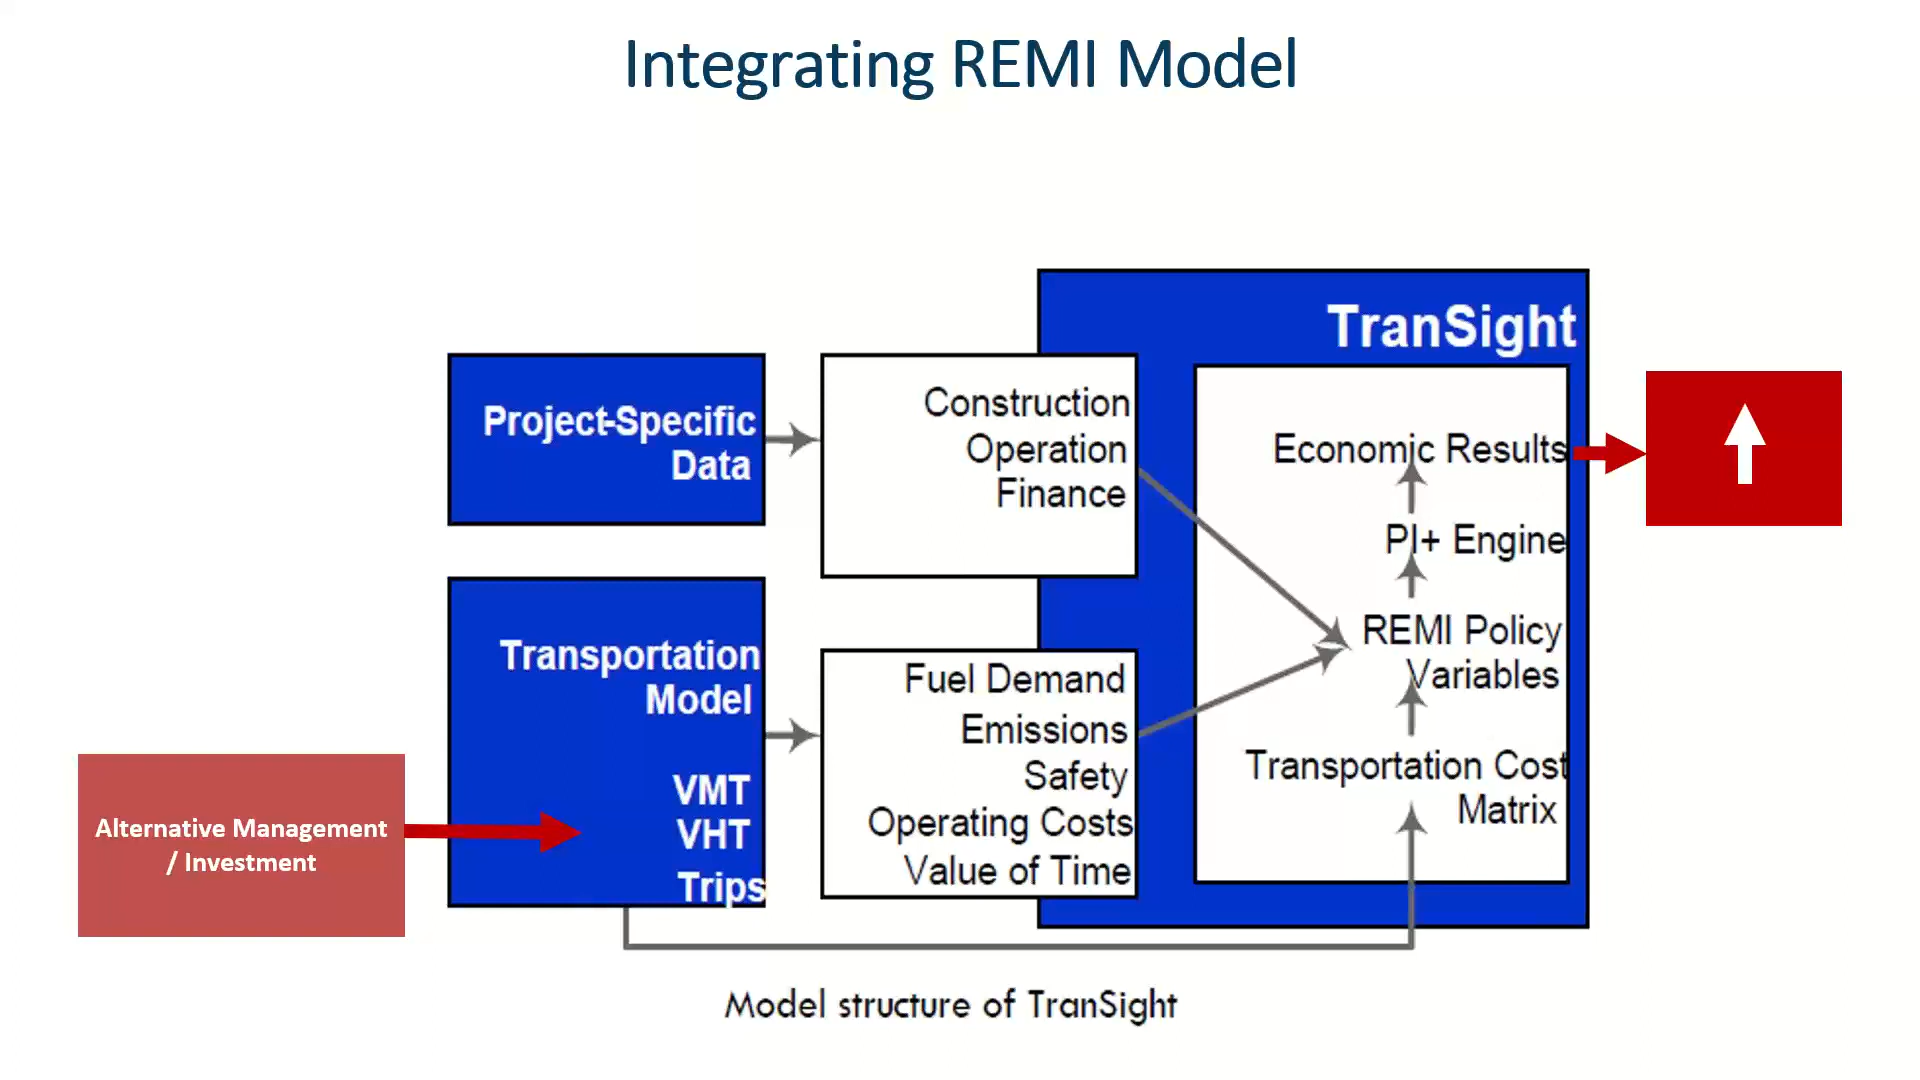 Integrating REMI Model
TranSight
Project-Specific
Data
Construction
Operation
Finance
Economic Results
PI+ Engine
REMI Policy
Variables
Transportation Cost
Matrix
Transportation
Model
VMT
VHT
Trips
Fuel Demand
Emissions
Safety
Operating Costs
Value of Time
Alternative Management
/ Investment
Model structure of TranSight